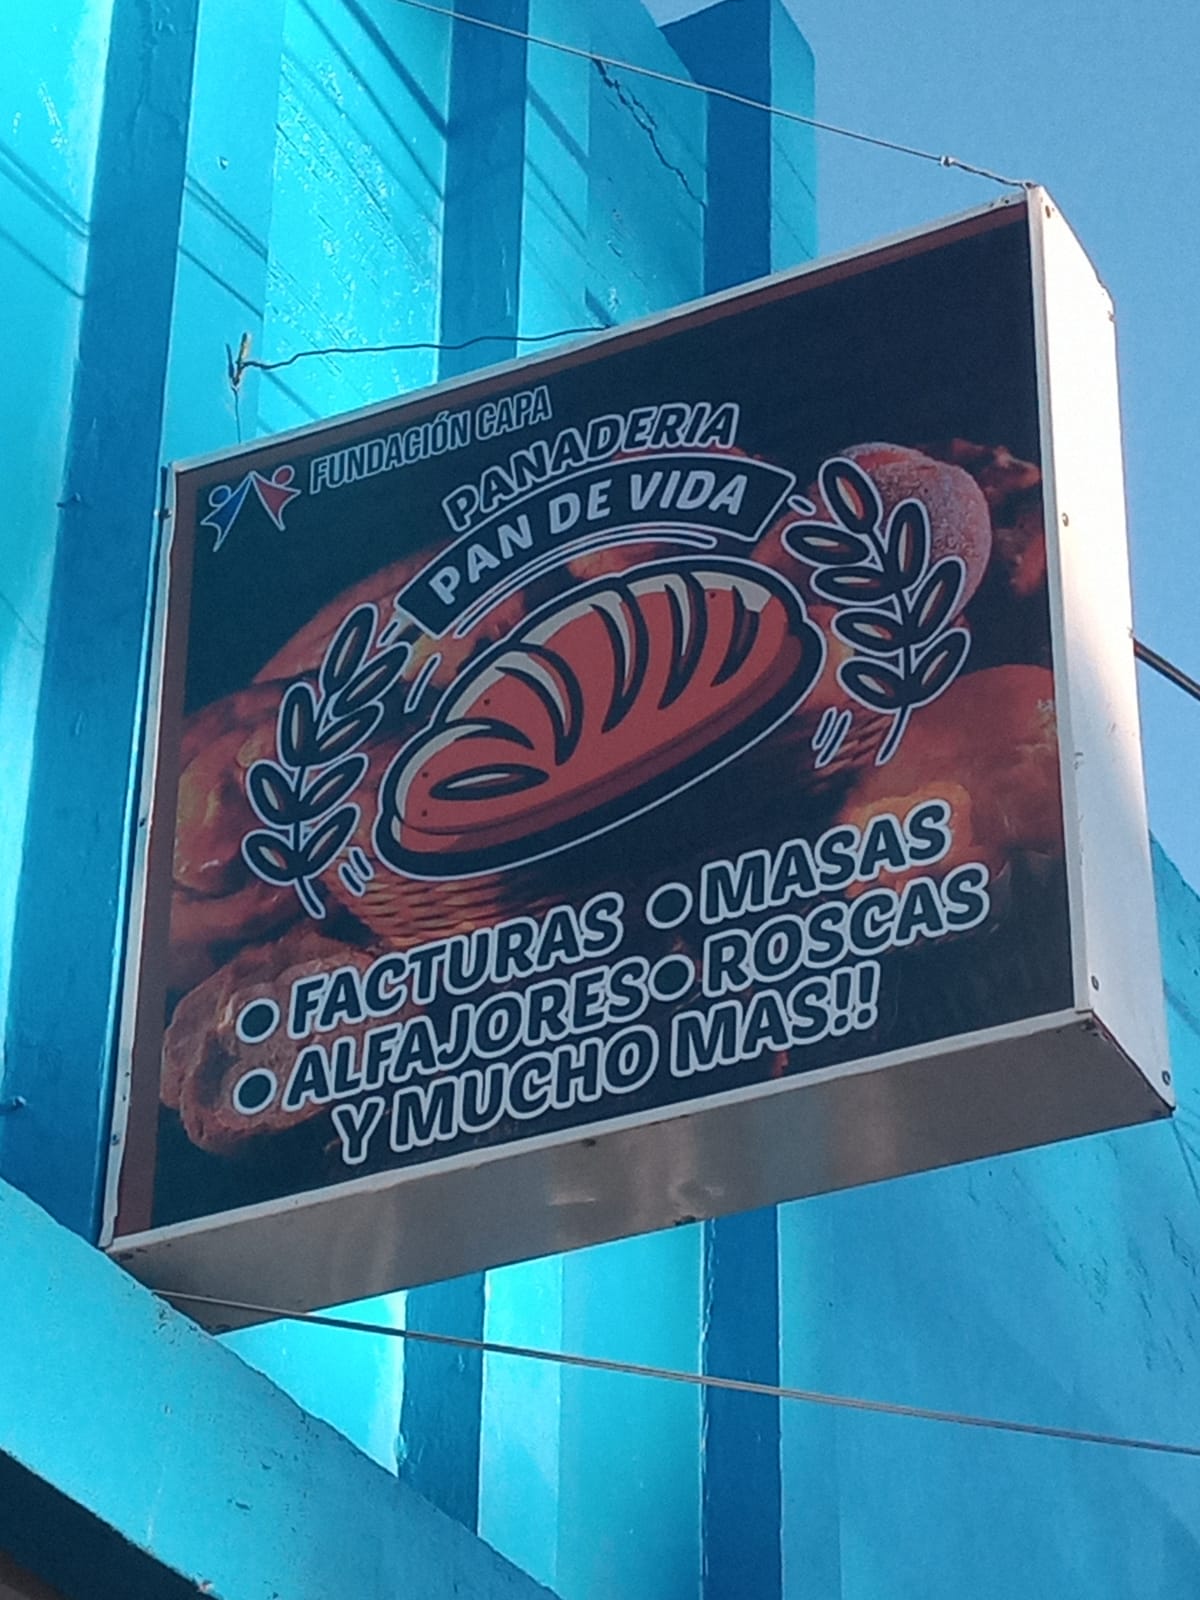 FUNDACIÓN CAPA
PANADERIA
PAN DE VIDA
• FACTURAS • MASAS
• ALFAJORES • ROSCAS
Y MUCHO MAS!!